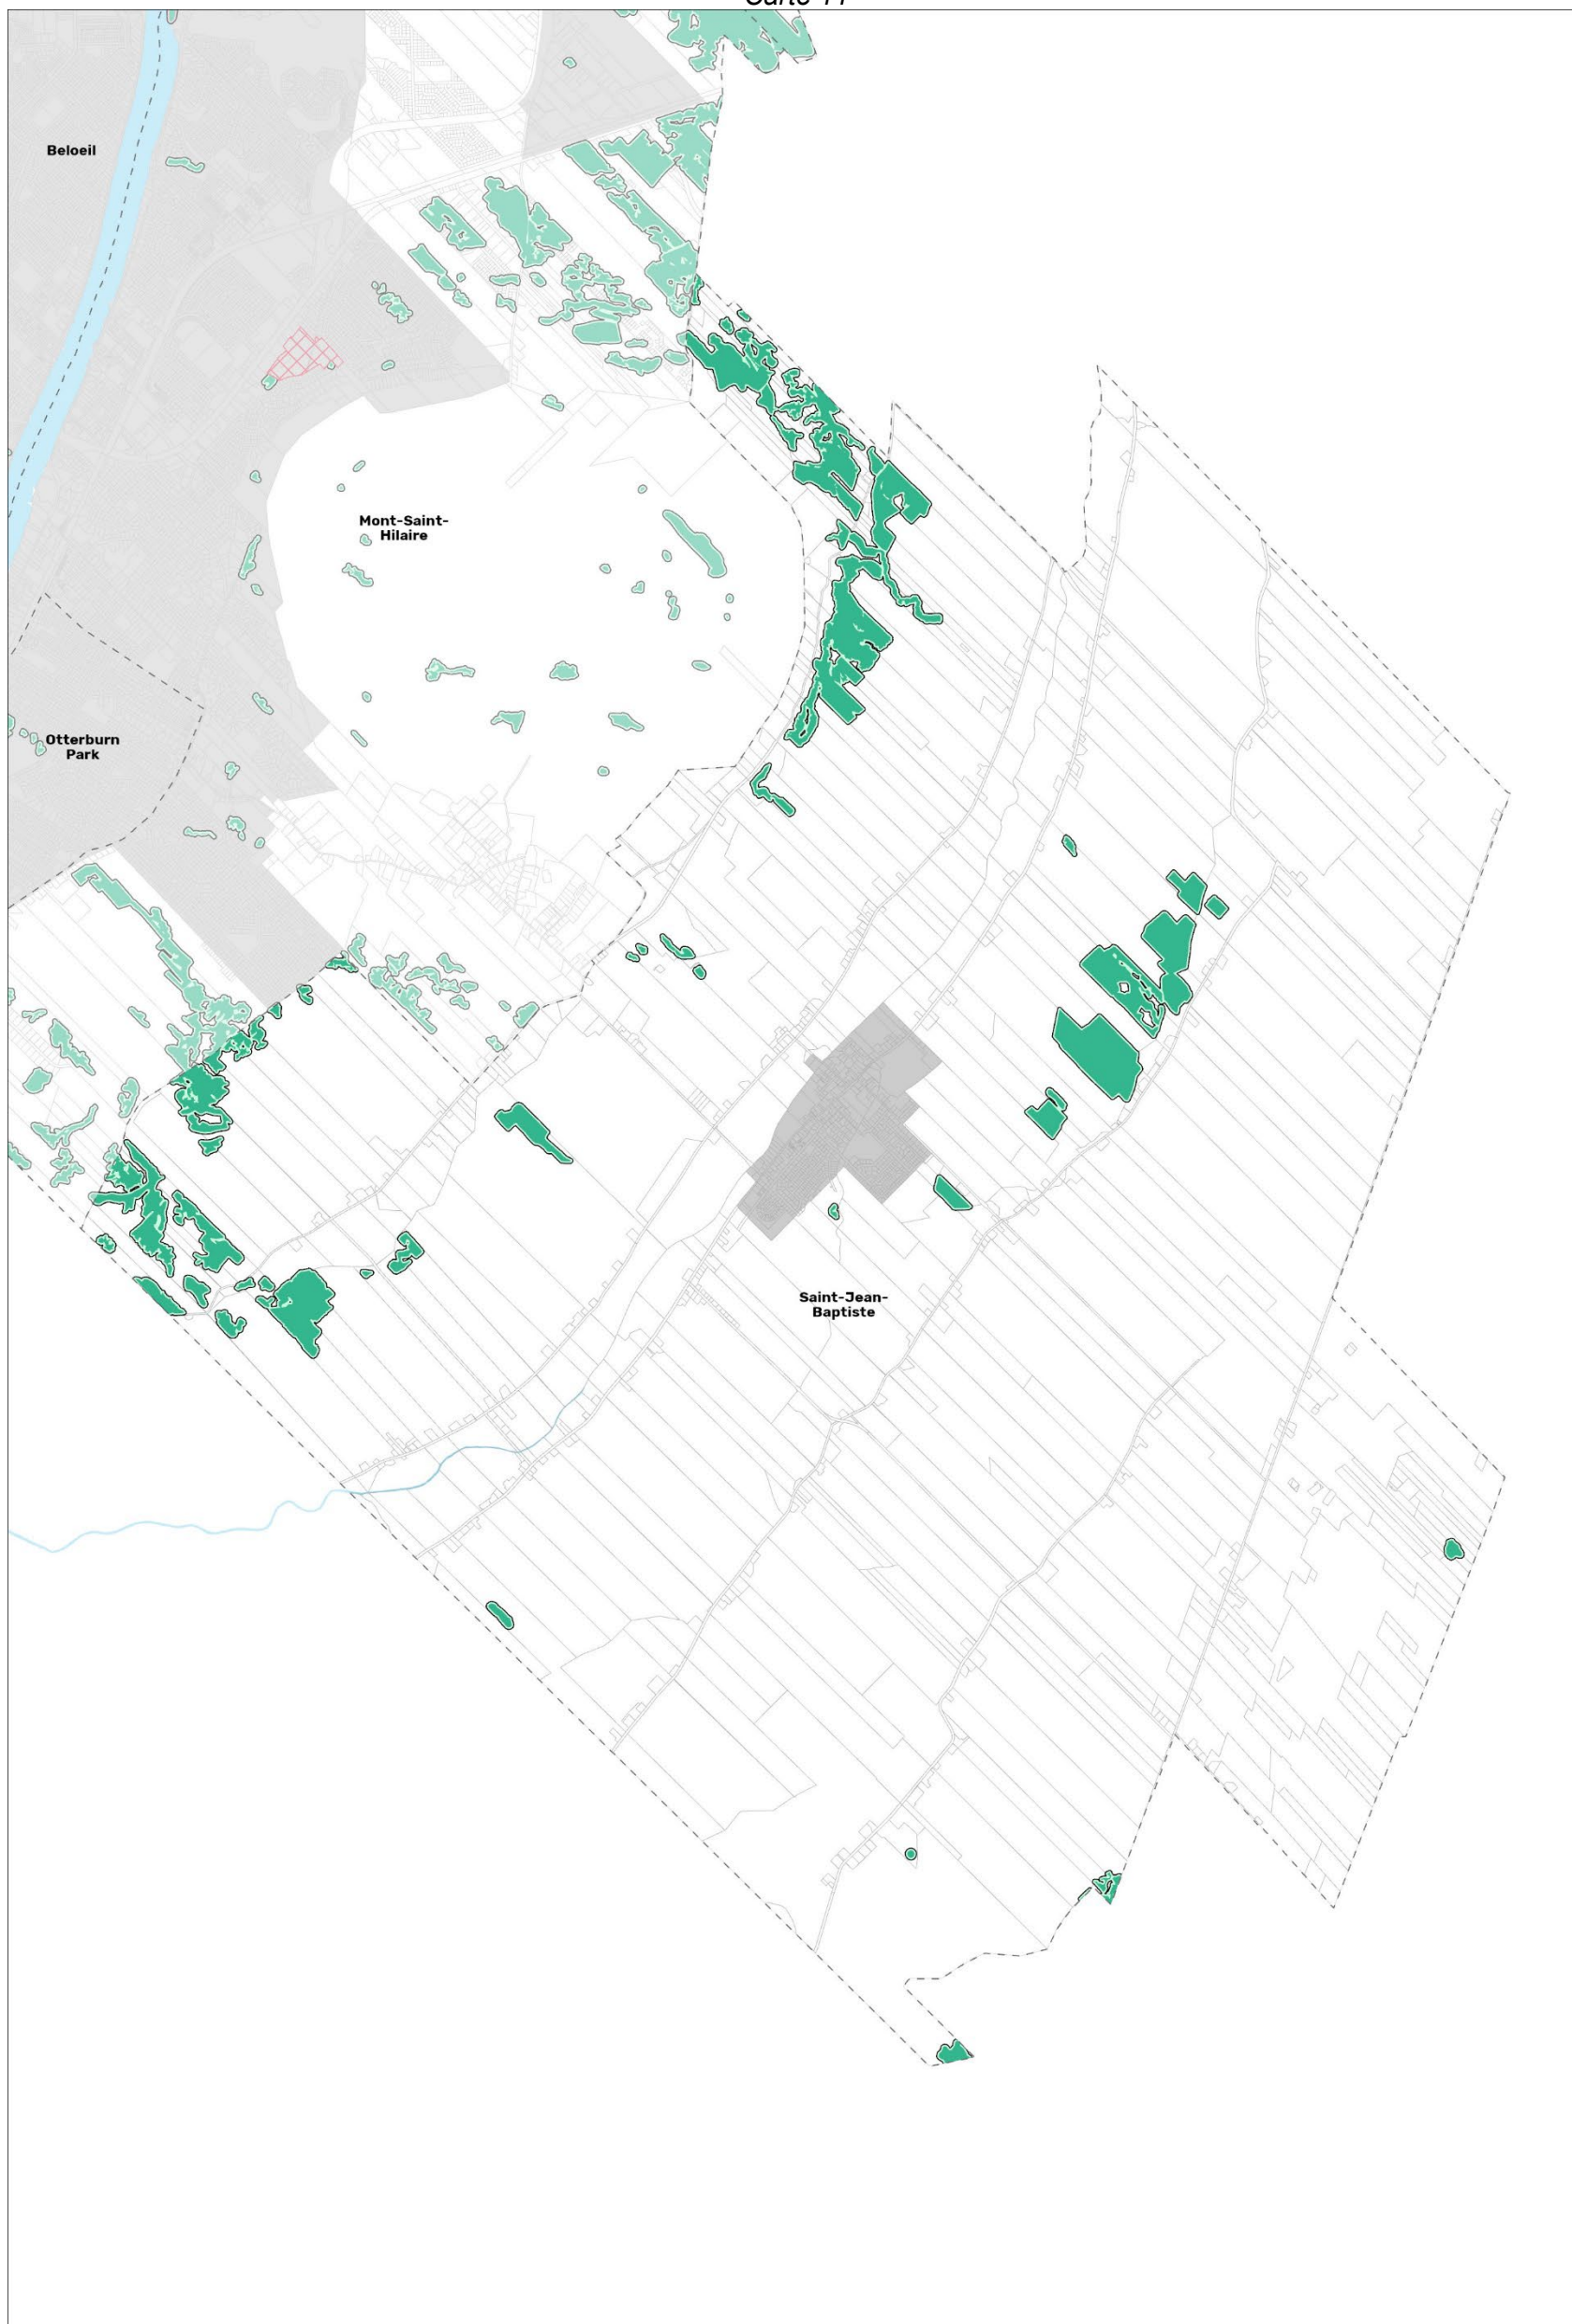 Beloeil
Mont-Saint-
Hilaire
Otterburn
Park
Saint-Jean-
Baptiste